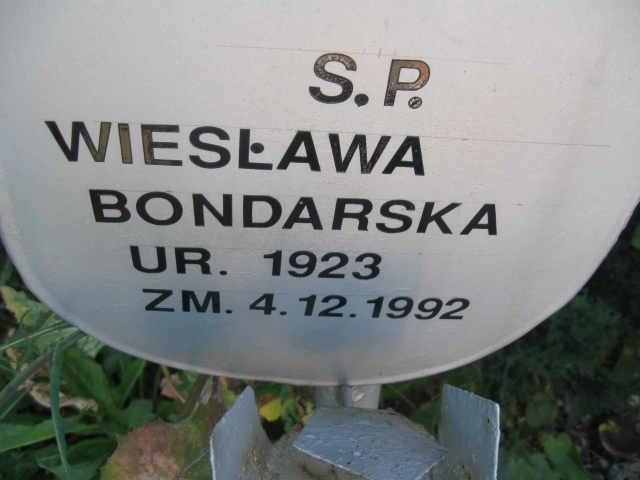 S.P.
WIESŁAWA
BONDARSKA
UR. 1923
ZM. 4.12.1992